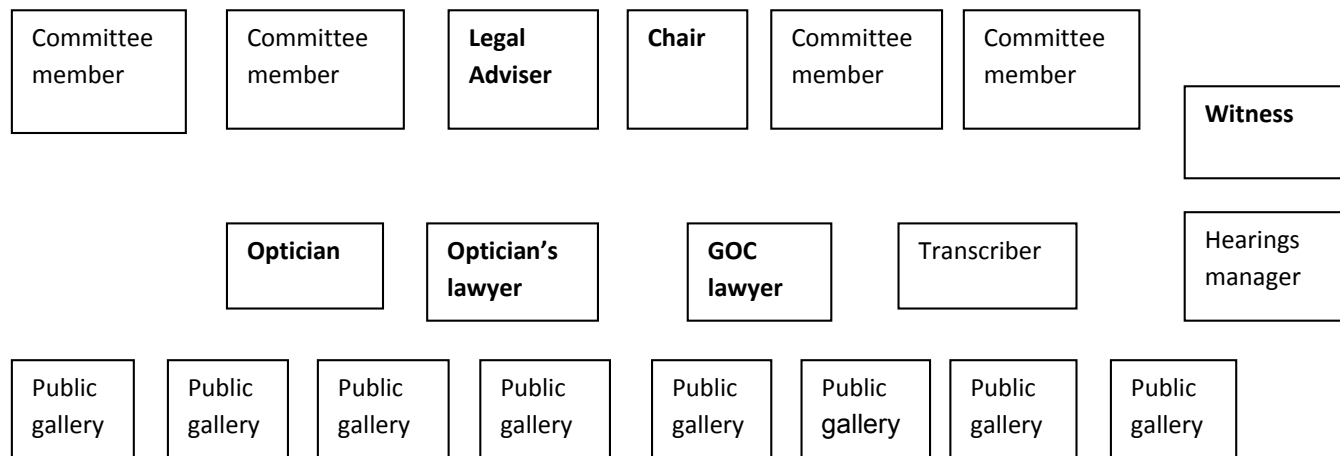 Committee
member
Committee
member
Legal
Adviser
Chair
Committee
member
Committee
member
Witness
Optician
Optician’s
lawyer
GOC
lawyer
Transcriber
Hearings
manager
Public
gallery
Public
gallery
Public
gallery
Public
gallery
Public
gallery
Public
gallery
Public
gallery
Public
gallery